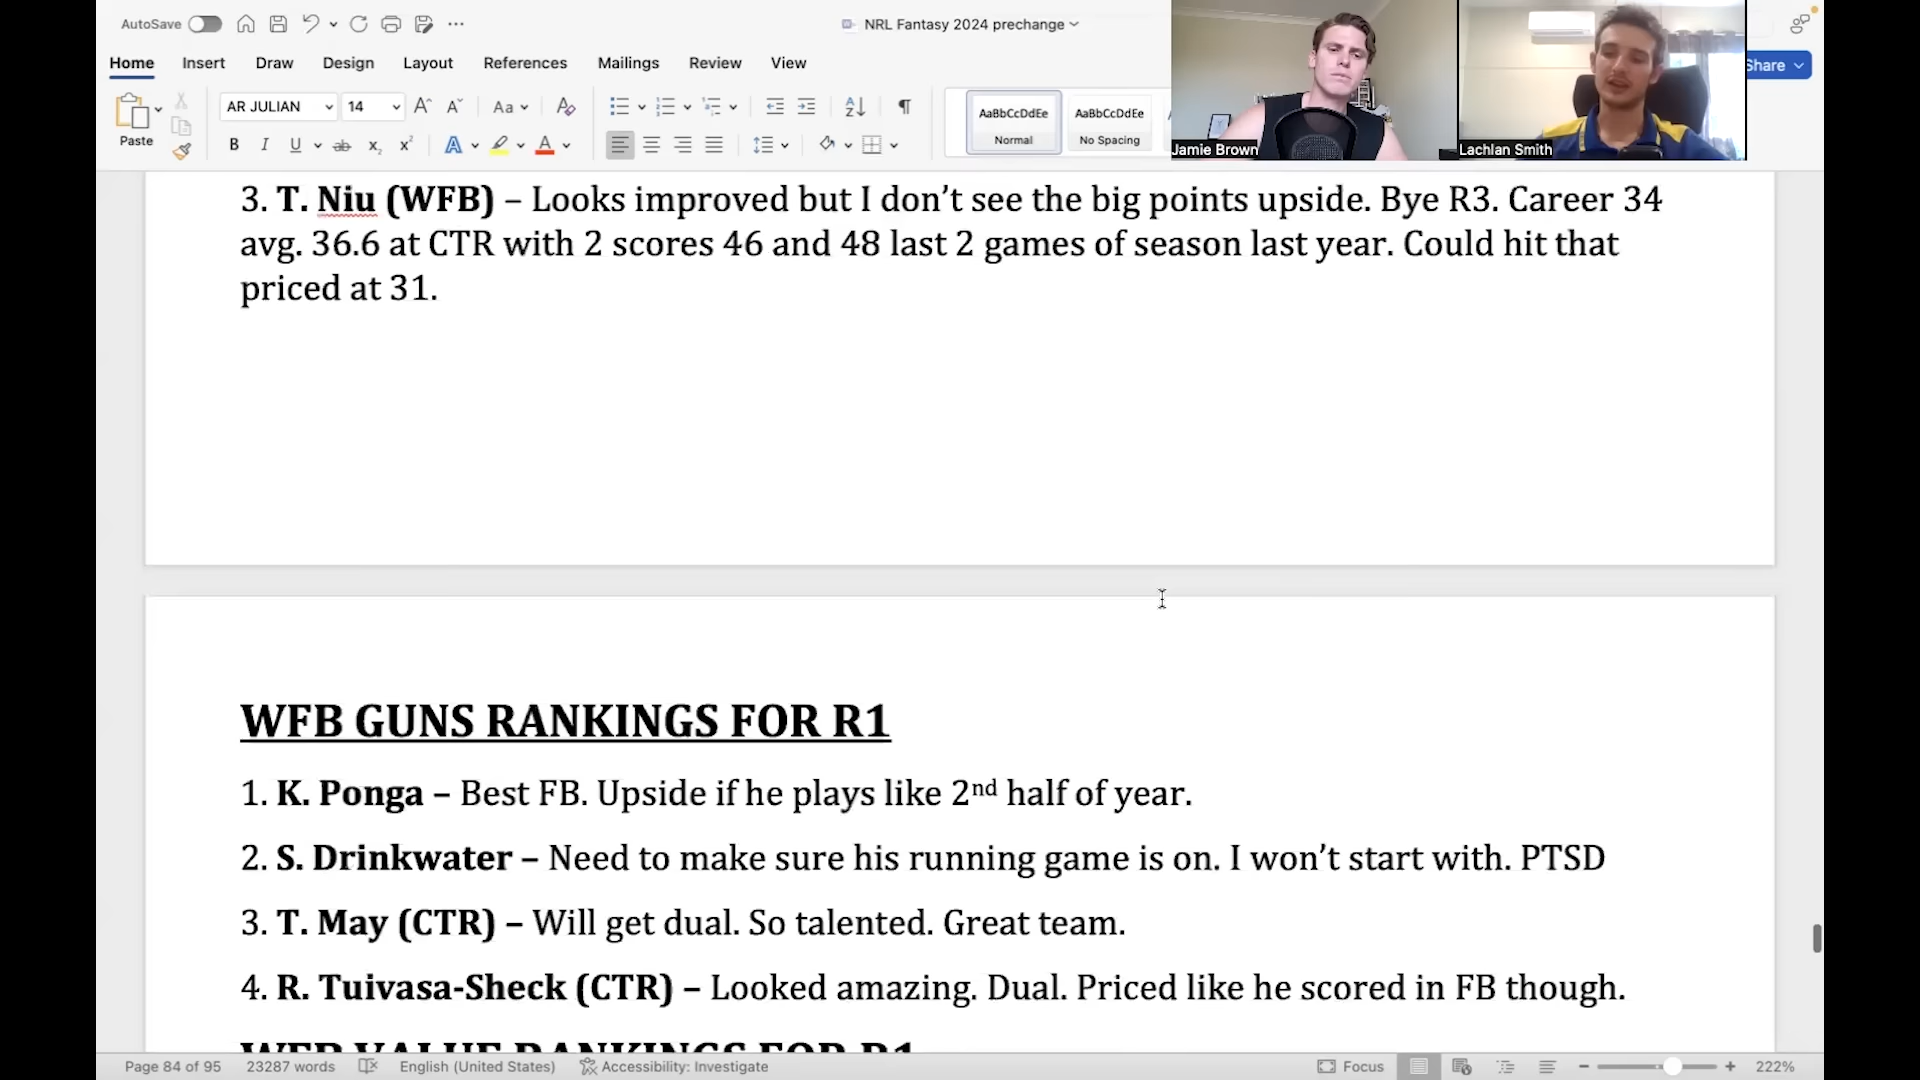 AutoSave
NRL Fantasy 2024 prechange
Home Insert Draw Design Layout References Mailings Review View
Share
Paste
AR JULIAN 14
AaBbCcDdEe
Normal
AaBbCcDdEe
No Spacing
Jamie Brown
Lachlan Smith
3. T. Niu (WFB) – Looks improved but I don’t see the big points upside. Bye R3. Career 34
avg. 36.6 at CTR with 2 scores 46 and 48 last 2 games of season last year. Could hit that
priced at 31.
WFB GUNS RANKINGS FOR R1
1. K. Ponga – Best FB. Upside if he plays like 2nd half of year.
2. S. Drinkwater – Need to make sure his running game is on. I won’t start with. PTSD
3. T. May (CTR) – Will get dual. So talented. Great team.
4. R. Tuivasa-Sheck (CTR) – Looked amazing. Dual. Priced like he scored in FB though.
WFB VALUE RANKINGS FOR R1
Page 84 of 95 23287 words English (United States) Accessibility: Investigate Focus 222%